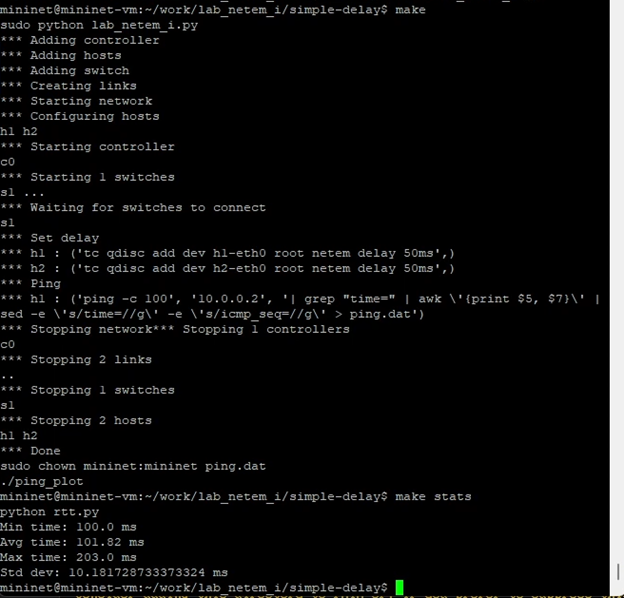 mininet@mininet-vm:~/work/lab_netem_i/simple-delay$ make
sudo python lab_netem_i.py
*** Adding controller
*** Adding hosts
*** Adding switch
*** Creating links
*** Starting network
*** Configuring hosts
h1 h2
*** Starting controller
c0
*** Starting 1 switches
s1 ...
*** Waiting for switches to connect
s1
*** Set delay
*** h1 : ('tc qdisc add dev h1-eth0 root netem delay 50ms',)
*** h2 : ('tc qdisc add dev h2-eth0 root netem delay 50ms',)
*** Ping
*** h1 : ('ping -c 100', '10.0.0.2', '| grep "time=" | awk \'{print $5, $7}\' |
sed -e \'s/time=//g\' -e \'s/icmp_seq=//g\' > ping.dat')
*** Stopping network*** Stopping 1 controllers
c0
*** Stopping 2 links
..
*** Stopping 1 switches
s1
*** Stopping 2 hosts
h1 h2
*** Done
sudo chown mininet:mininet ping.dat
./ping_plot
mininet@mininet-vm:~/work/lab_netem_i/simple-delay$ make stats
python rtt.py
Min time: 100.0 ms
Avg time: 101.82 ms
Max time: 203.0 ms
Std dev: 10.181728733373324 ms
mininet@mininet-vm:~/work/lab_netem_i/simple-delay$